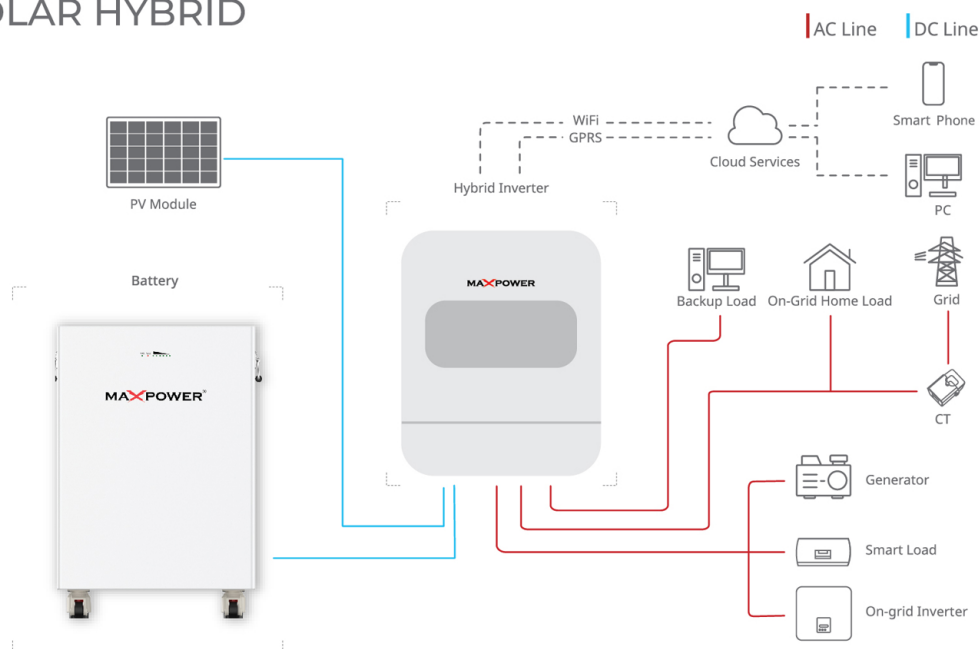 OLAR HYBRID
AC Line
DC Line
WiFi
GPRS
Cloud Services
Smart Phone
PC
PV Module
Hybrid Inverter
Battery
MAXPOWER
MAXPOWER®
Backup Load
On-Grid Home Load
Grid
CT
Generator
Smart Load
On-grid Inverter